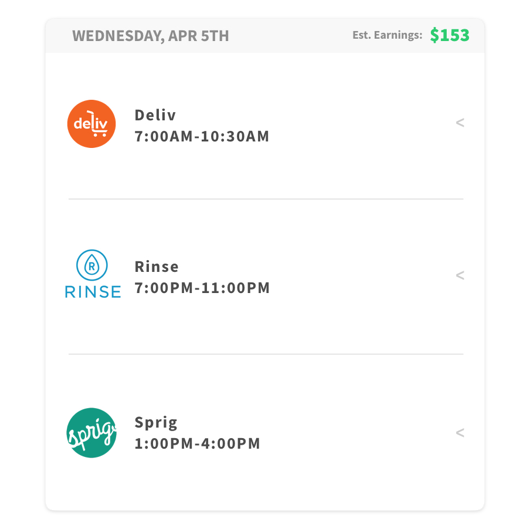 WEDNESDAY, APR 5TH Est. Earnings: $153
deliv
Deliv
7:00AM-10:30AM
<
R
RINSE
Rinse
7:00PM-11:00PM
<
sprig
Sprig
1:00PM-4:00PM
<